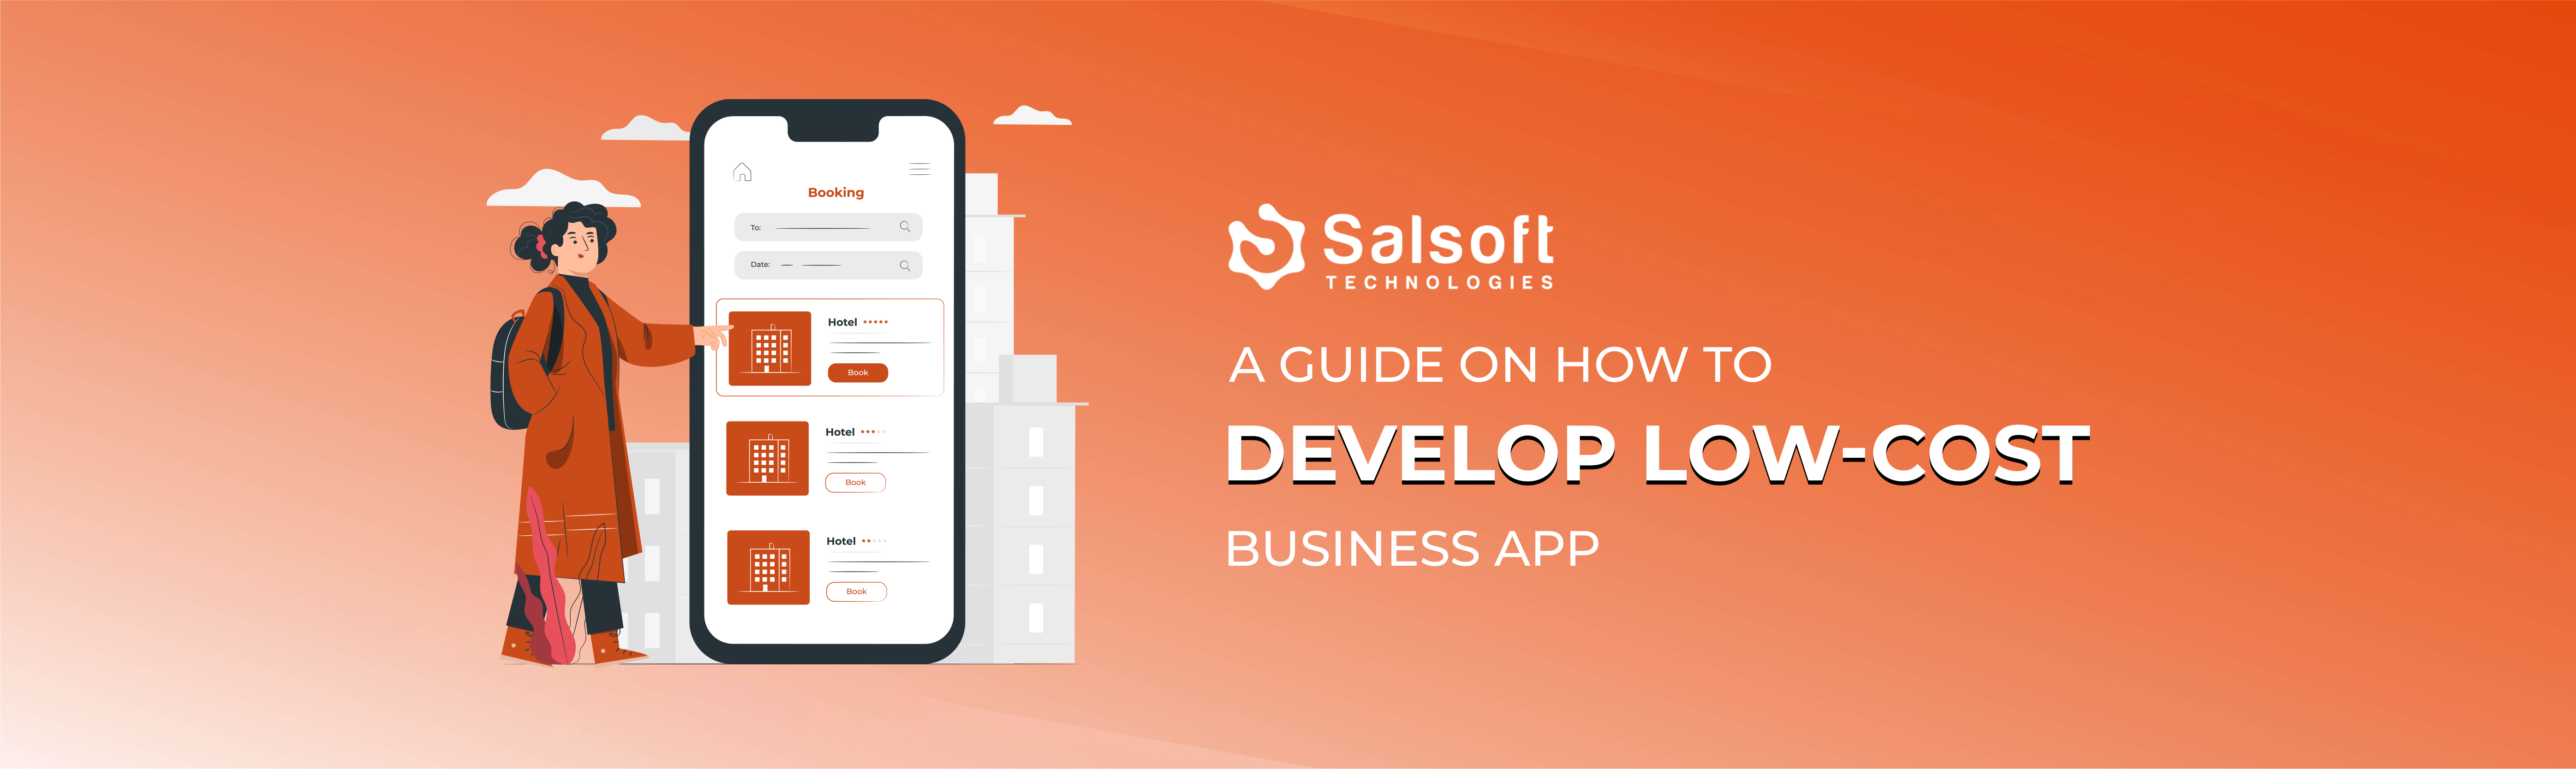 Booking
To:
Date:
Hotel
Book
Hotel
Book
Hotel
Book
Salsoft
TECHNOLOGIES
A GUIDE ON HOW TO
DEVELOP LOW-COST
BUSINESS APP